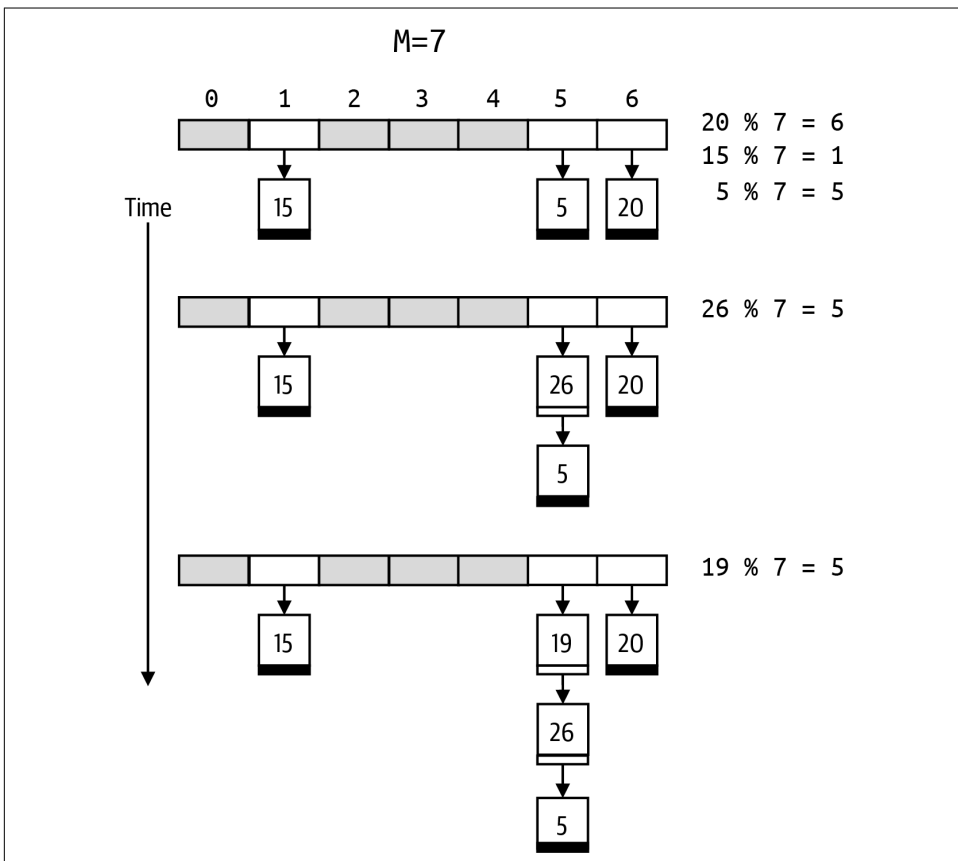 M=7
0 1 2 3 4 5 6
20 % 7 = 6
15 % 7 = 1
5 % 7 = 5
Time
15 5 20
26 % 7 = 5
15 26 20
5
19 % 7 = 5
15 19 20
26
5